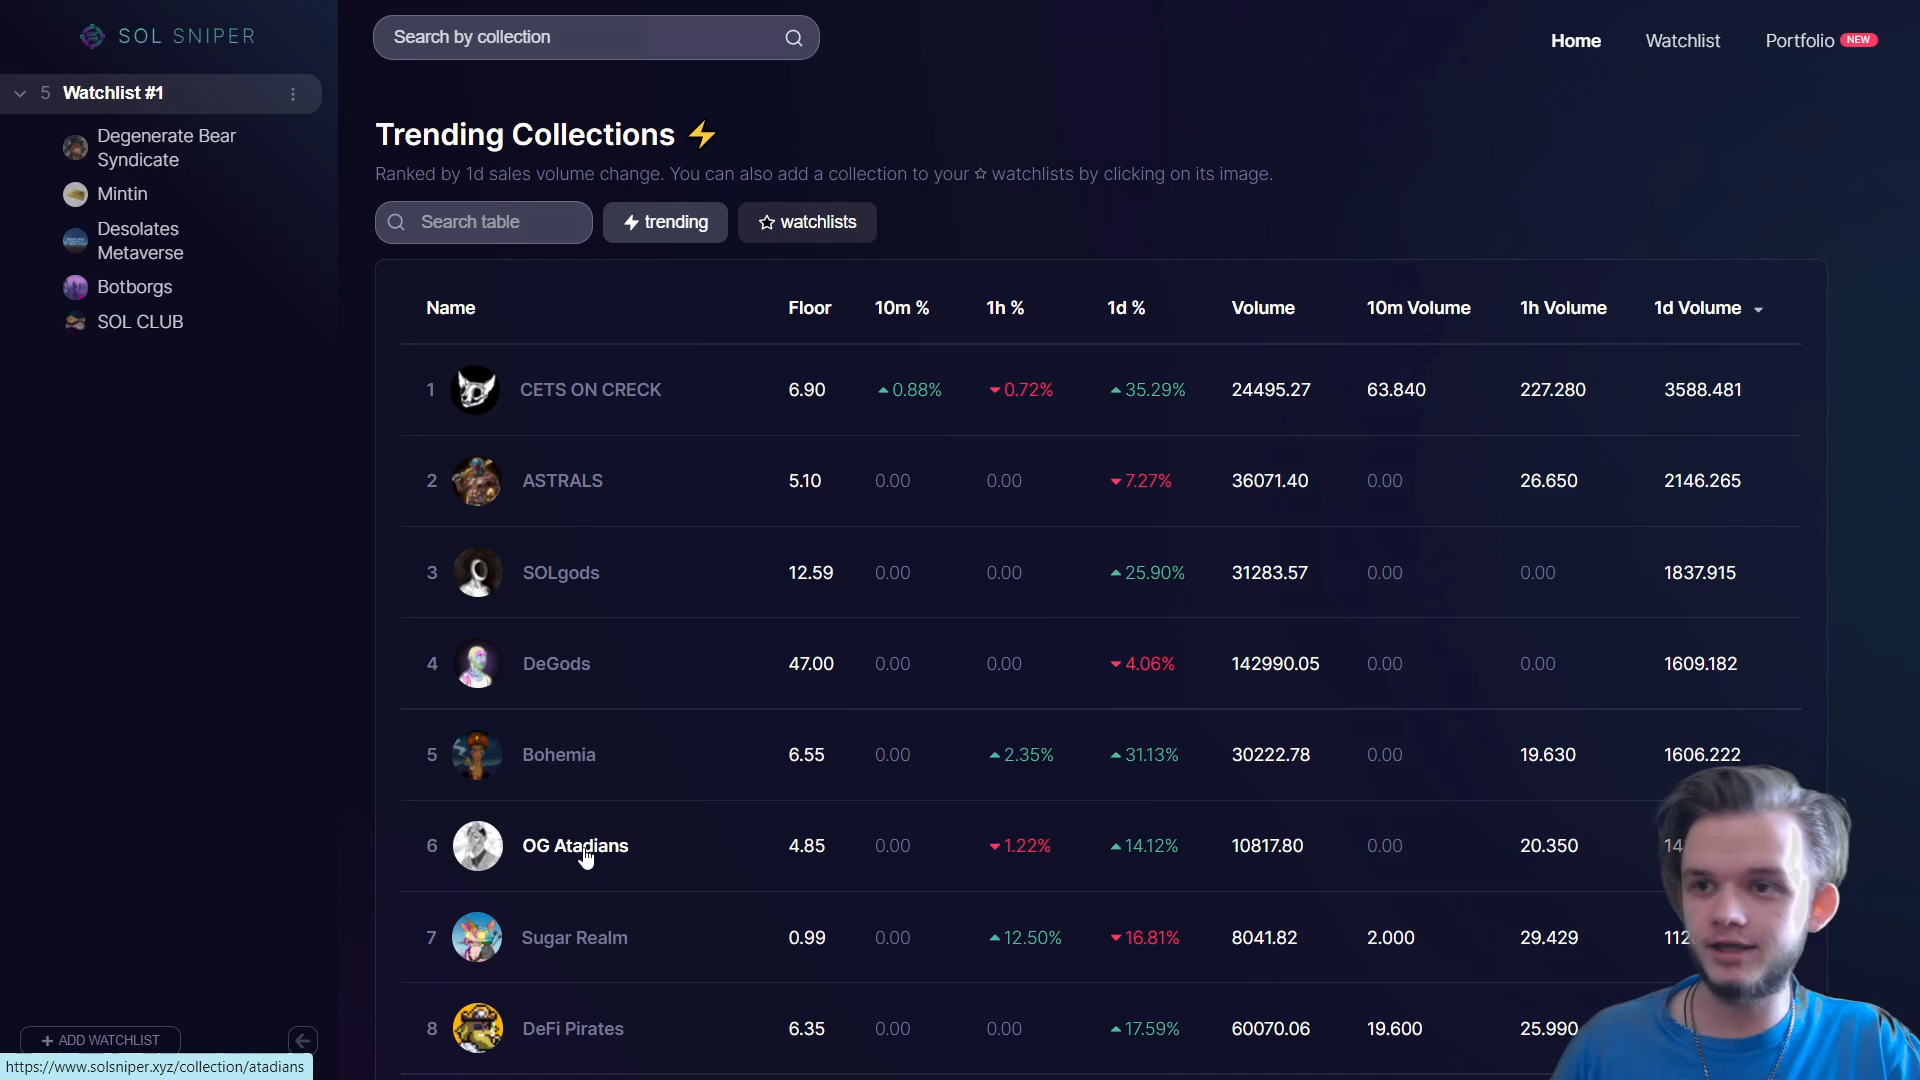 SOL SNIPER
Search by collection
Home Watchlist Portfolio NEW
5 Watchlist #1
Degenerate Bear
Syndicate
Mintin
Desolates
Metaverse
Botborgs
SOL CLUB
Trending Collections
Ranked by 1d sales volume change. You can also add a collection to your ☆ watchlists by clicking on its image.
Search table trending watchlists
Name Floor 10m % 1h % 1d % Volume 10m Volume 1h Volume 1d Volume
1 CETS ON CRECK 6.90 0.88% 0.72% 35.29% 24495.27 63.840 227.280 3588.481
2 ASTRALS 5.10 0.00 0.00 7.27% 36071.40 0.00 26.650 2146.265
3 SOLgods 12.59 0.00 0.00 25.90% 31283.57 0.00 0.00 1837.915
4 DeGods 47.00 0.00 0.00 4.06% 142990.05 0.00 0.00 1609.182
5 Bohemia 6.55 0.00 2.35% 31.13% 30222.78 0.00 19.630 1606.222
6 OG Atadians 4.85 0.00 1.22% 14.12% 10817.80 0.00 20.350
7 Sugar Realm 0.99 0.00 12.50% 16.81% 8041.82 2.000 29.429
8 DeFi Pirates 6.35 0.00 0.00 17.59% 60070.06 19.600 25.990
+ ADD WATCHLIST
https://www.solsniper.xyz/collection/atadians